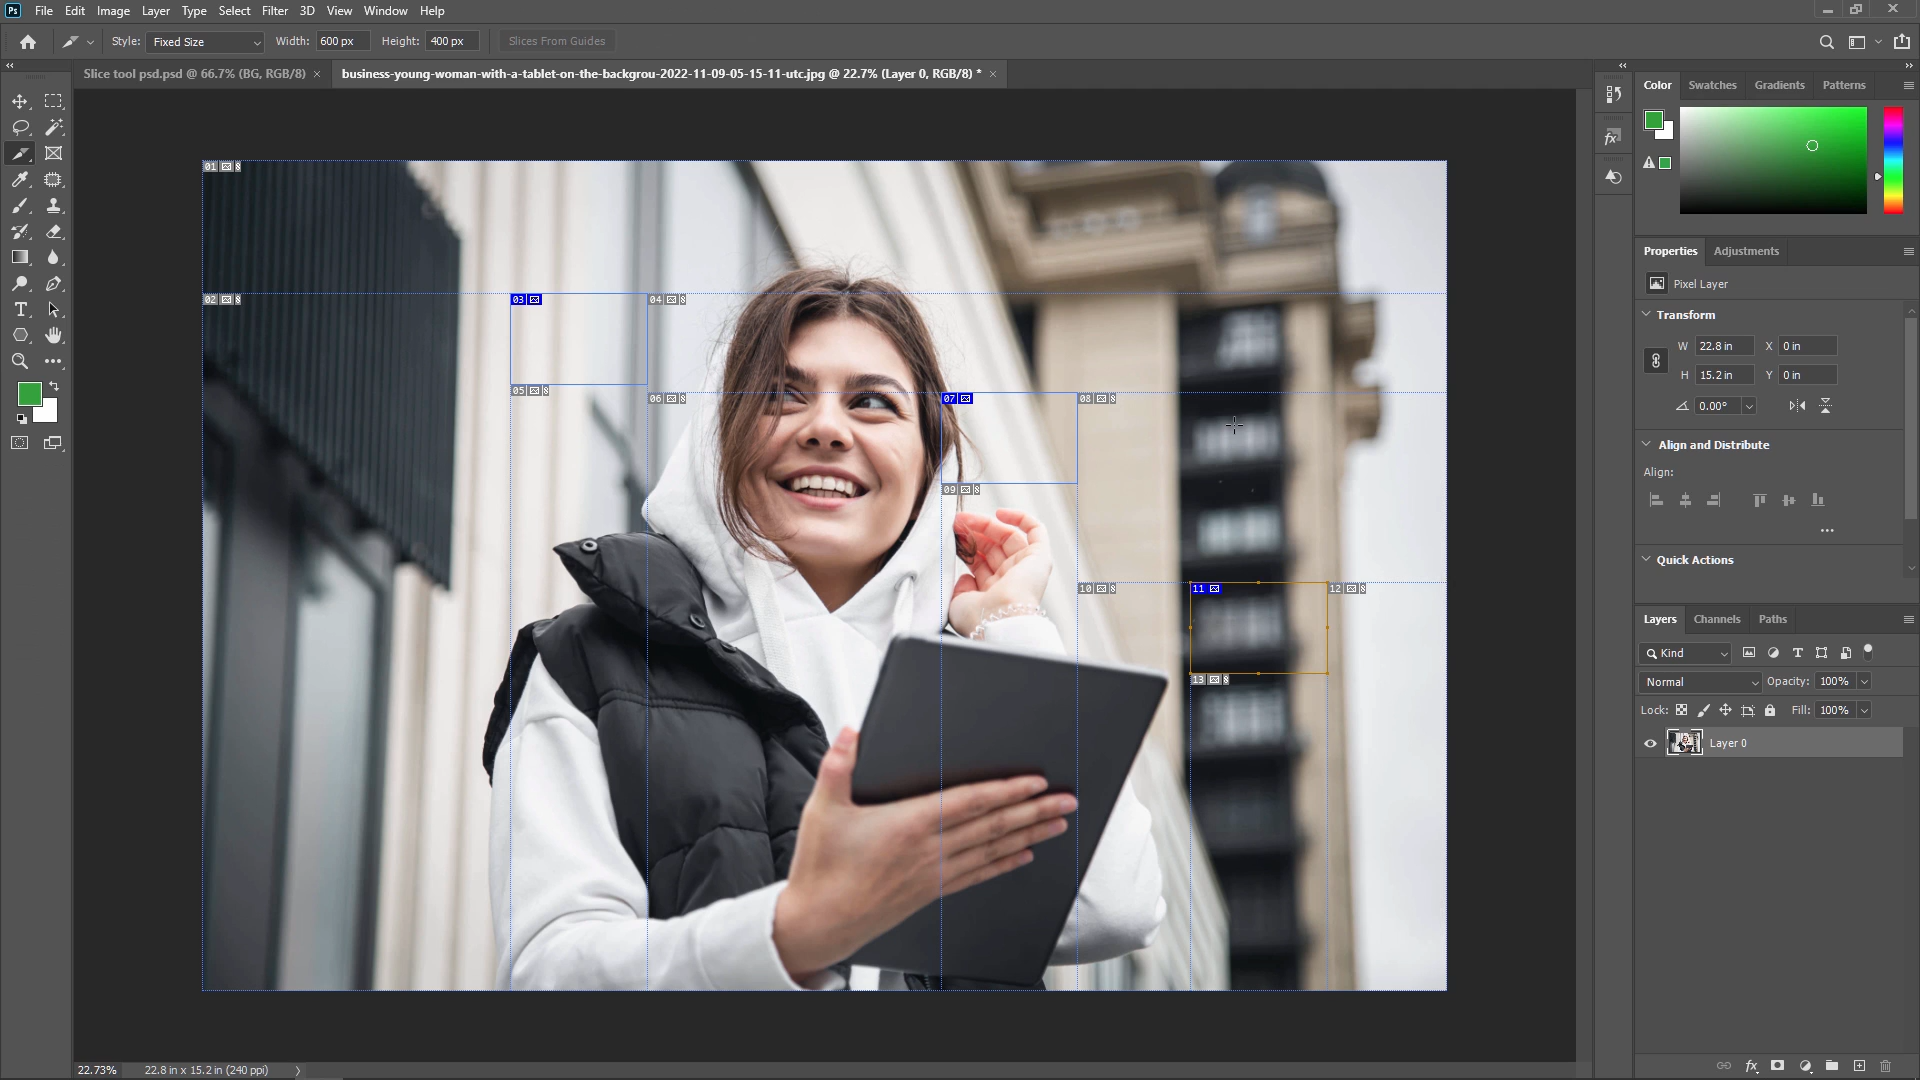 Ps File Edit Image Layer Type Select Filter 3D View Window Help
Style: Fixed Size Width: 600 px Height: 400 px Slices From Guides
Slice tool psd.psd @ 66.7% (BG, RGB/8) × business-young-woman-with-a-tablet-on-the-backgrou-2022-11-09-05-15-11-utc.jpg @ 22.7% (Layer 0, RGB/8) * ×
Color Swatches Gradients Patterns
01
Properties Adjustments
Pixel Layer
02 03 04
Transform
W 22.8 in X 0 in
H 15.2 in Y 0 in
05
06 07 08
0.00°
Align and Distribute
Align:
09
Quick Actions
10 11 12
Layers Channels Paths
Kind
13
Normal Opacity: 100%
Lock: Fill: 100%
Layer 0
22.73% 22.8 in x 15.2 in (240 ppi)
fx